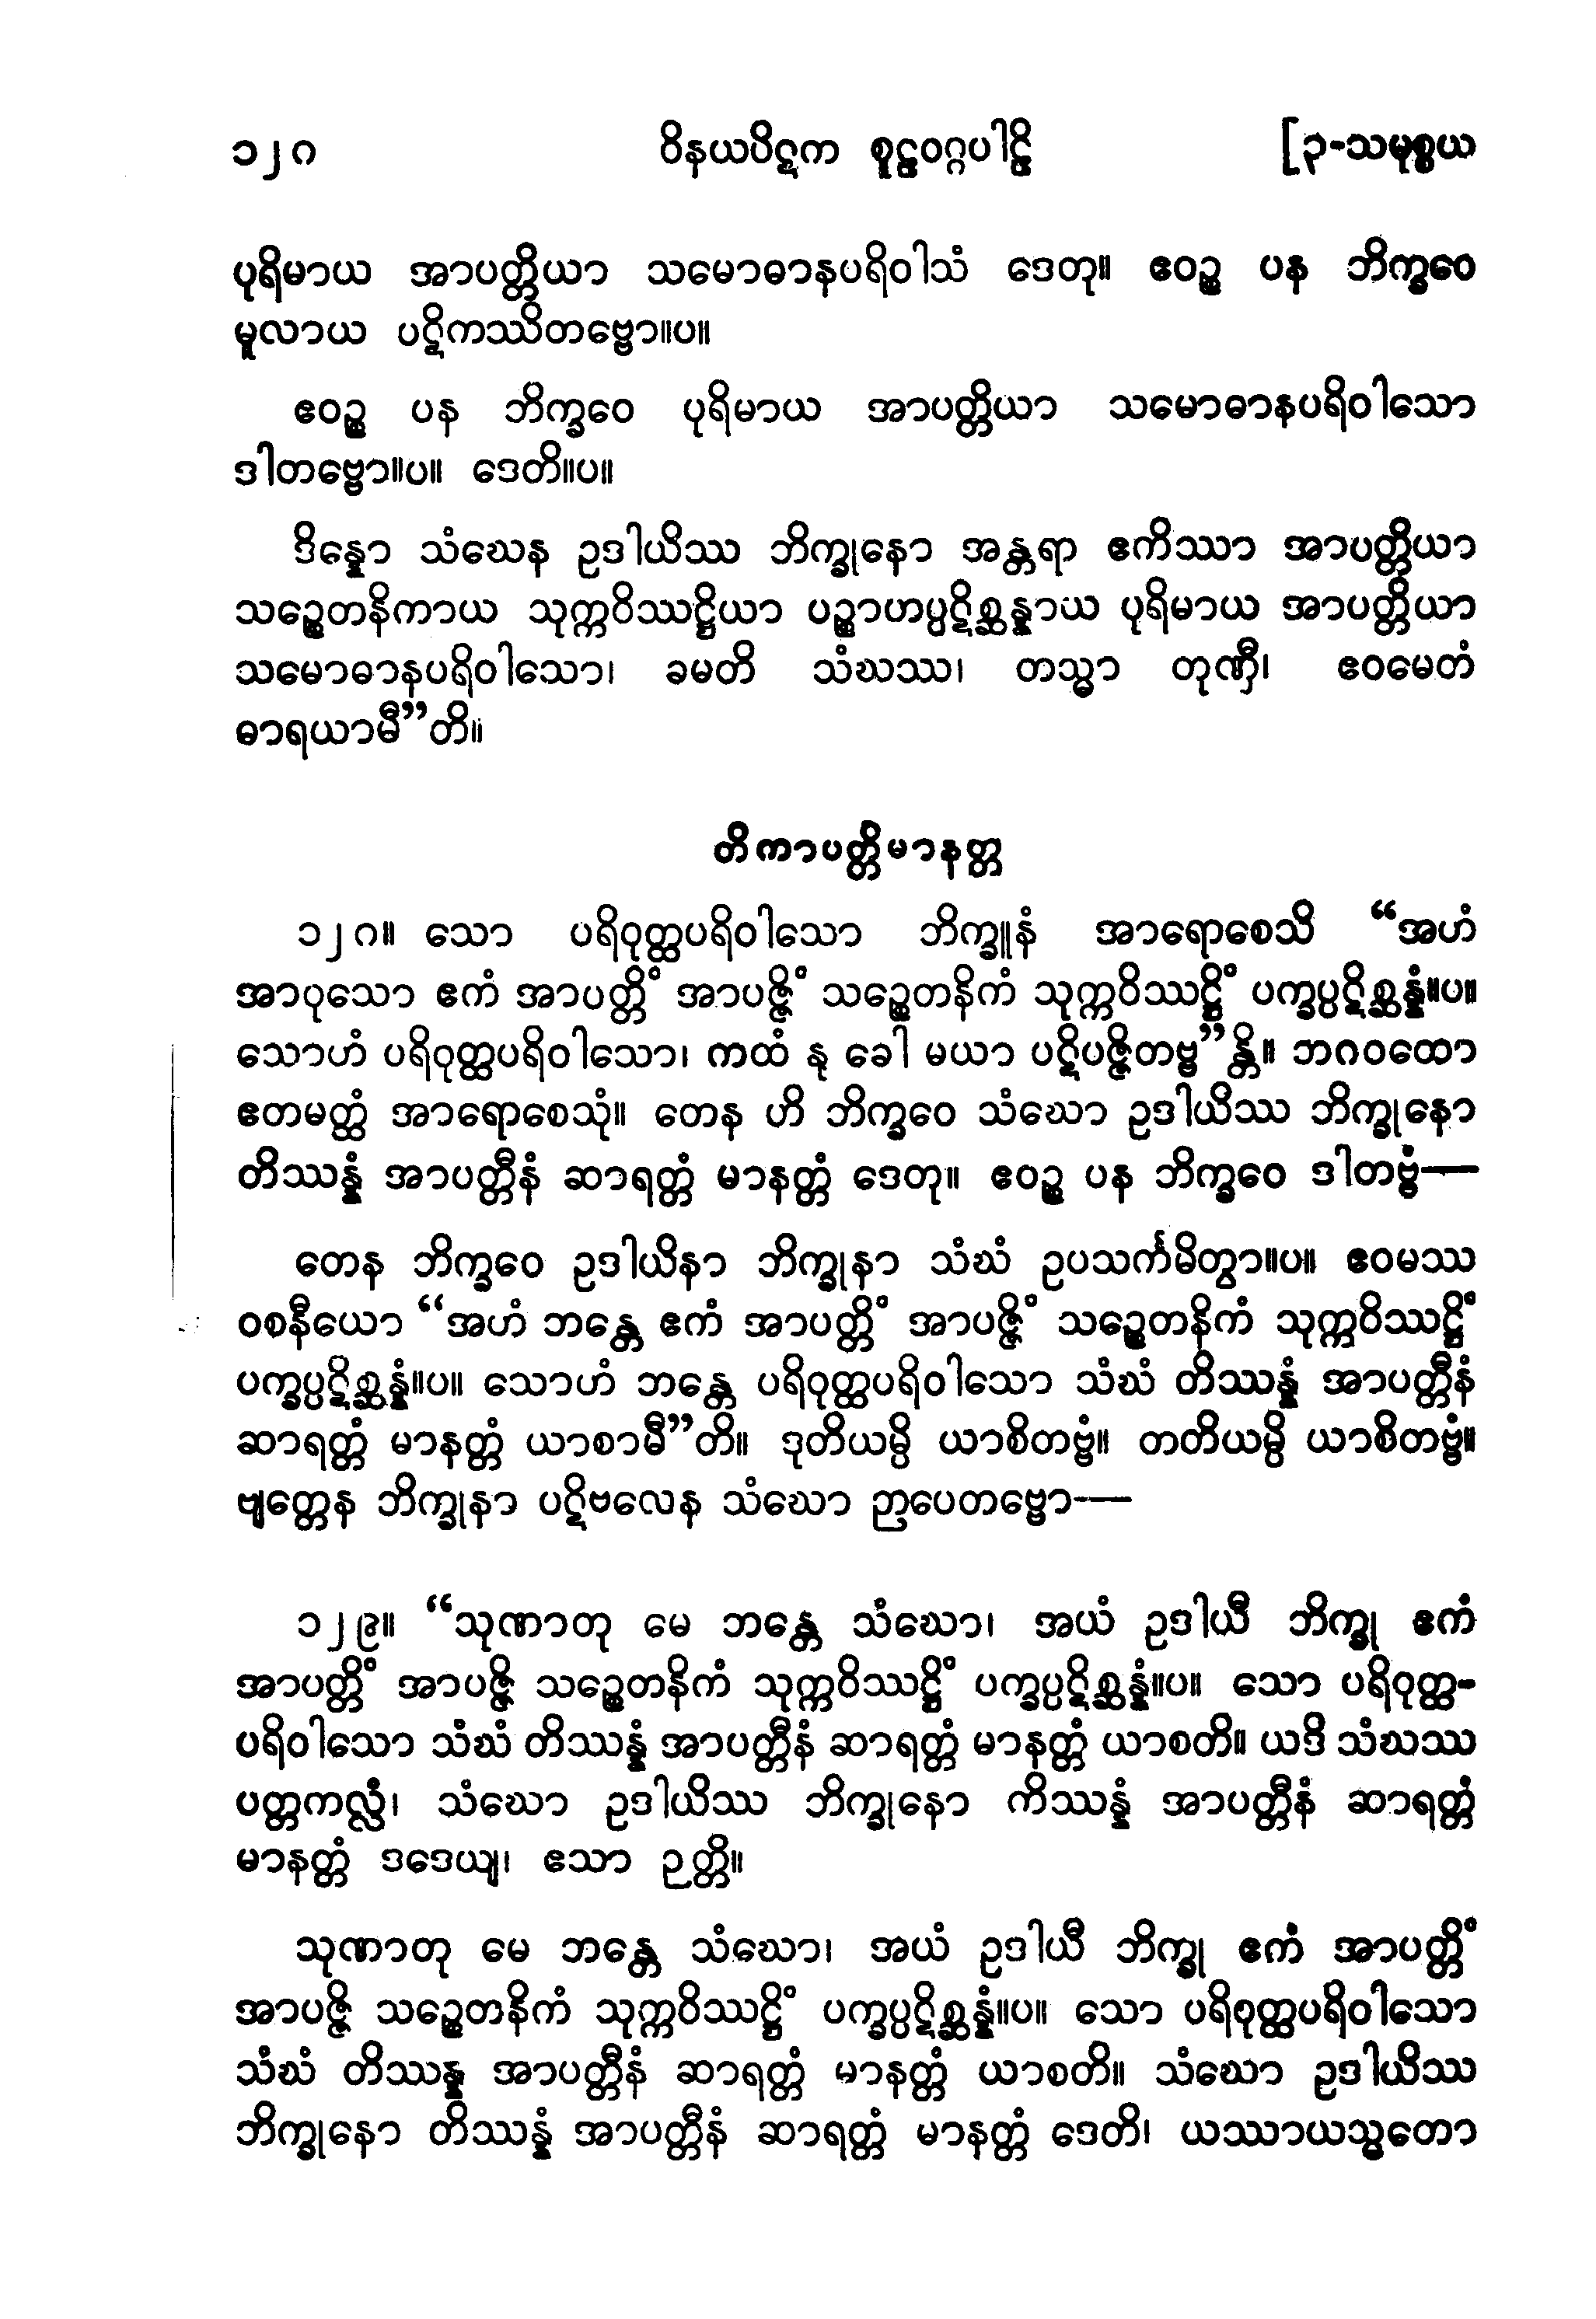 ၁၂၈ ဝိနယပိဋက စူဠဝဂ္ဂပါဠိ [၃-သမုစ္စယ
ပုရိမာယ အာပတ္တိယာ သမောဓာနပရိဝါသံ ဒေတု။ ဧဝဉ္စ ပန ဘိက္ခဝေ
မူလာယ ပဋိကဿိတဗ္ဗော။ပ။
ဧဝဉ္စ ပန ဘိက္ခဝေ ပုရိမာယ အာပတ္တိယာ သမောဓာနပရိဝါသော
ဒါတဗ္ဗော။ပ။ ဒေတိ။ပ။
ဒိန္နော သံဃေန ဥဒါယိဿ ဘိက္ခုနော အန္တရာ ဧကိဿာ အာပတ္တိယာ
သဉ္စေတနိကာယ သုက္ကဝိဿဋ္ဌိယာ ပဉ္စာဟပ္ပဋိစ္ဆန္နာယ ပုရိမာယ အာပတ္တိယာ
သမောဓာနပရိဝါသော၊ ခမတိ သံဃဿ၊ တသ္မာ တုဏှီ၊ ဧဝမေတံ
ဓာရယာမီ”တိ။
တိကာပတ္တိမာနတ္တ
၁၂၈။ သော ပရိဝုတ္ထပရိဝါသော ဘိက္ခူနံ အာရောစေသိ “အဟံ
အာဝုသော ဧကံ အာပတ္တိံ အာပဇ္ဇိံ သဉ္စေတနိကံ သုက္ကဝိဿဋ္ဌိံ ပက္ခပ္ပဋိစ္ဆန္နံ။ပ။
သောဟံ ပရိဝုတ္ထပရိဝါသော၊ ကထံ နု ခေါ မယာ ပဋိပဇ္ဇိတဗ္ဗ”န္တိ။ ဘဂဝထော
ဧတမတ္ထံ အာရောစေသုံ။ တေန ဟိ ဘိက္ခဝေ သံဃော ဥဒါယိဿ ဘိက္ခုနော
တိဿန္နံ အာပတ္တီနံ ဆာရတ္တံ မာနတ္တံ ဒေတု။ ဧဝဉ္စ ပန ဘိက္ခဝေ ဒါတဗ္ဗံ—
တေန ဘိက္ခဝေ ဥဒါယိနာ ဘိက္ခုနာ သံဃံ ဥပသင်္ကမိတွာ။ပ။ ဧဝမဿ
ဝစနီယော “အဟံ ဘန္တေ ဧကံ အာပတ္တိံ အာပဇ္ဇိံ သဉ္စေတနိကံ သုက္ကဝိဿဋ္ဌိံ
ပက္ခပ္ပဋိစ္ဆန္နံ။ပ။ သောဟံ ဘန္တေ ပရိဝုတ္ထပရိဝါသော သံဃံ တိဿန္နံ အာပတ္တီနံ
ဆာရတ္တံ မာနတ္တံ ယာစာမီ”တိ။ ဒုတိယမ္ပိ ယာစိတဗ္ဗံ။ တတိယမ္ပိ ယာစိတဗ္ဗံ။
ဗျတ္တေန ဘိက္ခုနာ ပဋိဗလေန သံဃော ဉာပေတဗ္ဗော—
၁၂၉။ “သုဏာတု မေ ဘန္တေ သံဃော၊ အယံ ဥဒါယီ ဘိက္ခု ဧကံ
အာပတ္တိံ အာပဇ္ဇိ သဉ္စေတနိကံ သုက္ကဝိဿဋ္ဌိံ ပက္ခပ္ပဋိစ္ဆန္နံ။ပ။ သော ပရိဝုတ္ထ-
ပရိဝါသော သံဃံ တိဿန္နံ အာပတ္တီနံ ဆာရတ္တံ မာနတ္တံ ယာစတိ။ ယဒိ သံဃဿ
ပတ္တကလ္လံ၊ သံဃော ဥဒါယိဿ ဘိက္ခုနော ကိဿန္နံ အာပတ္တီနံ ဆာရတ္တံ
မာနတ္တံ ဒဒေယျ၊ ဧသာ ဉတ္တိ။
သုဏာတု မေ ဘန္တေ သံဃော၊ အယံ ဥဒါယီ ဘိက္ခု ဧကံ အာပတ္တိံ
အာပဇ္ဇိ သဉ္စေတနိကံ သုက္ကဝိဿဋ္ဌိံ ပက္ခပ္ပဋိစ္ဆန္နံ။ပ။ သော ပရိဝုတ္ထပရိဝါသော
သံဃံ တိဿန္န အာပတ္တီနံ ဆာရတ္တံ မာနတ္တံ ယာစတိ။ သံဃော ဥဒါယိဿ
ဘိက္ခုနော တိဿန္နံ အာပတ္တီနံ ဆာရတ္တံ မာနတ္တံ ဒေတိ၊ ယဿာယသ္မတော